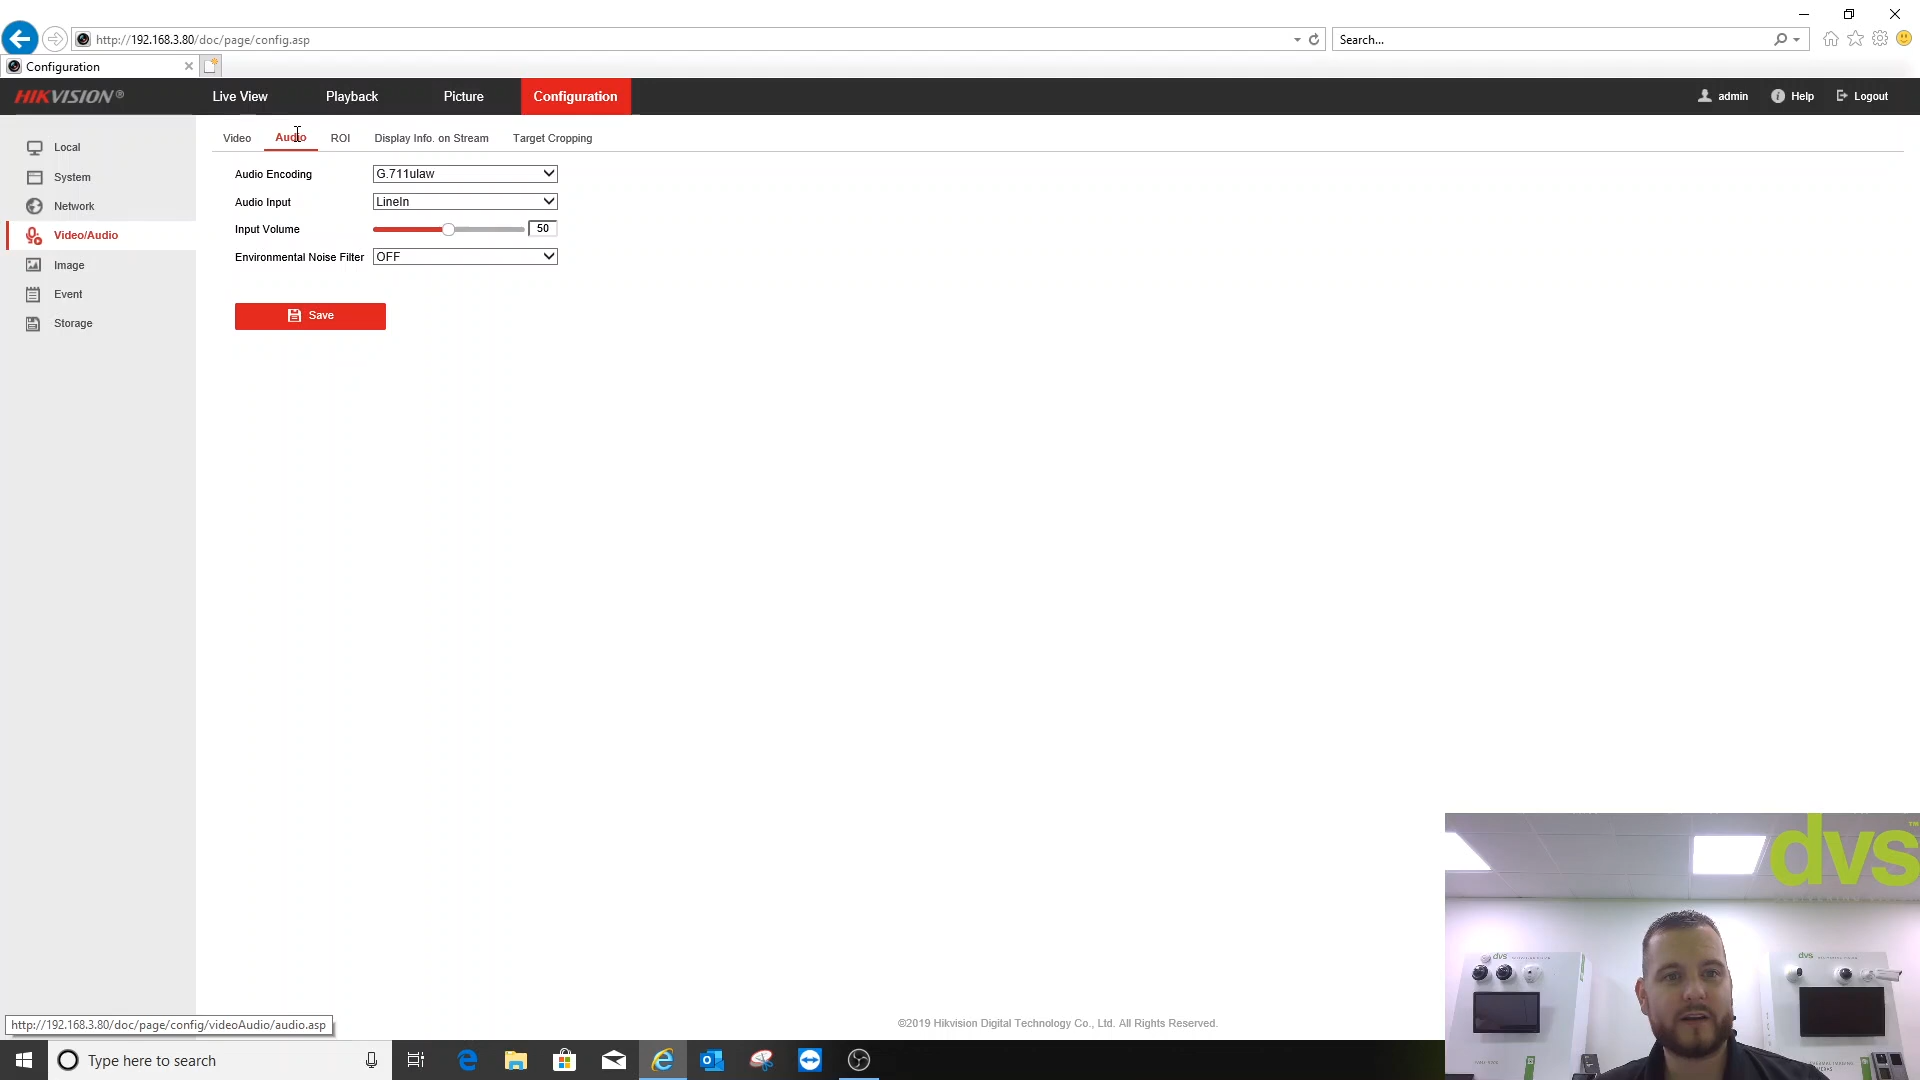 http://192.168.3.80/doc/page/config.asp
Search...
Configuration
HIKVISION®
Live View
Playback
Picture
Configuration
admin
Help
Logout
Local
System
Network
Video/Audio
Image
Event
Storage
Video
Audio
ROI
Display Info. on Stream
Target Cropping
Audio Encoding
G.711ulaw
Audio Input
LineIn
Input Volume
50
Environmental Noise Filter
OFF
Save
dvs™
dvs
dvs
©2019 Hikvision Digital Technology Co., Ltd. All Rights Reserved.
http://192.168.3.80/doc/page/config/videoAudio/audio.asp
Type here to search